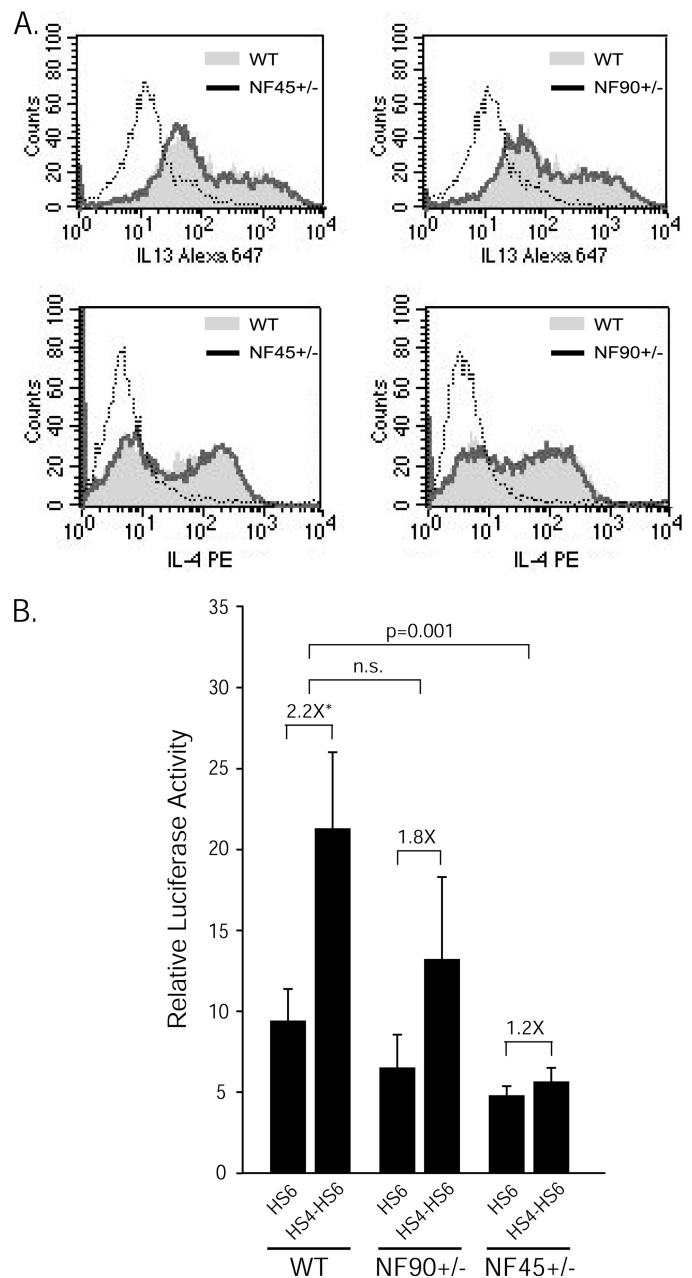 A.
100
80
60
40
20
0
Counts
WT
NF45+/-
10^0 10^1 10^2 10^3 10^4
IL13 Alexa 647
100
80
60
40
20
0
Counts
WT
NF90+/-
10^0 10^1 10^2 10^3 10^4
IL13 Alexa 647
100
80
60
40
20
0
Counts
WT
NF45+/-
10^0 10^1 10^2 10^3 10^4
IL-4 PE
100
80
60
40
20
0
Counts
WT
NF90+/-
10^0 10^1 10^2 10^3 10^4
IL-4 PE
B.
35
30
25
20
15
10
5
0
Relative Luciferase Activity
p=0.001
n.s.
2.2X*
1.8X
1.2X
HS6 HS4-HS6 HS6 HS4-HS6 HS6 HS4-HS6
WT NF90+/- NF45+/-